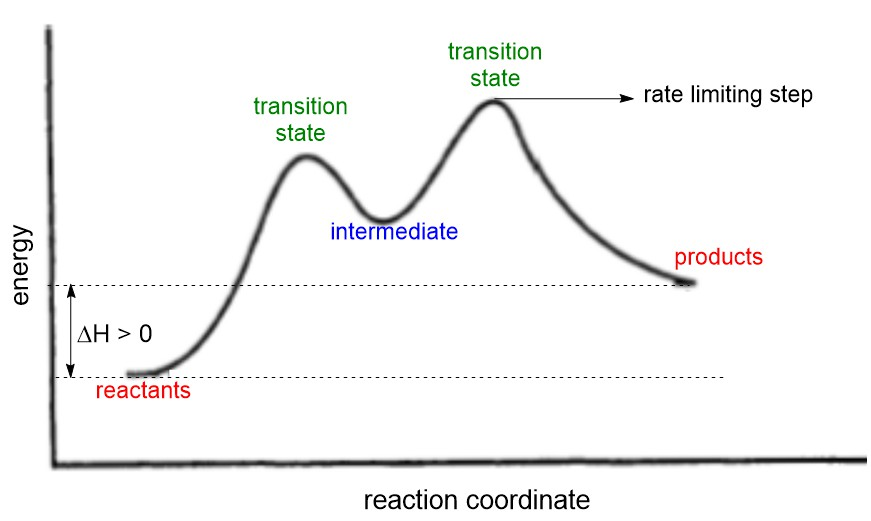 transition
state
rate limiting step
transition
state
intermediate
products
energy
ΔH > 0
reactants
reaction coordinate